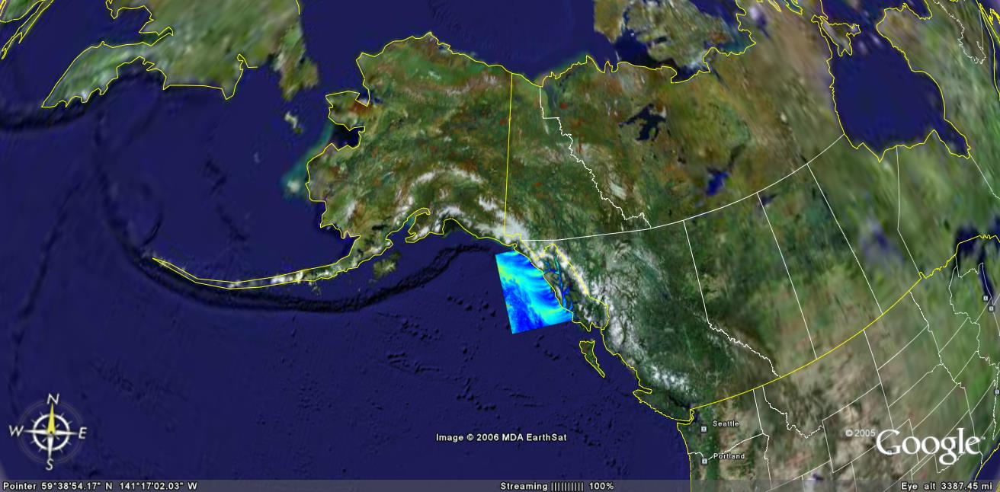 N
W E
S
Seattle
Portland
Image © 2006 MDA EarthSat
© 2005 Google™
Pointer 59°38'54.17" N 141°17'02.03" W Streaming |||||||||| 100% Eye alt 3387.45 mi